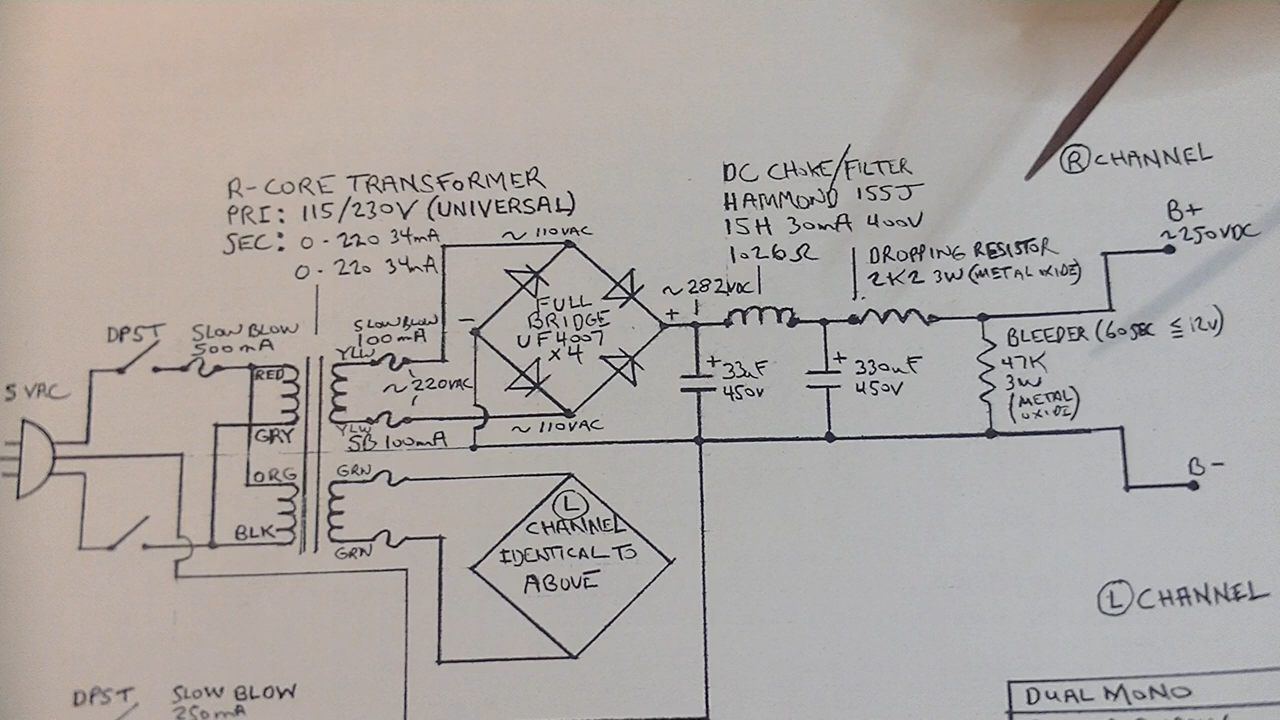 R-CORE TRANSFORMER
PRI: 115/230V (UNIVERSAL)
SEC: 0-220 34mA
0-220 34mA
DC CHOKE/FILTER
HAMMOND 155J
15H 30mA 400V
1.026Ω
DROPPING RESISTOR
2K2 3W (METAL OXIDE)
Ⓡ CHANNEL
B+
~250VDC
DPST
SLOW BLOW
500mA
5 VAC
RED
GRY
ORG
BLK
YLW
SLOW BLOW
100mA
~220VAC
YLW
SB 100mA
~110VAC
−
FULL
BRIDGE
UF4007
x4
+
~110VAC
~282VDC
+
33uF
450V
+
330uF
450V
BLEEDER (60SEC ≦ 12V)
47K
3W
(METAL
OXIDE)
B-
GRN
GRN
Ⓛ
CHANNEL
IDENTICAL TO
ABOVE
Ⓛ CHANNEL
DPST
SLOW BLOW
250mA
DUAL MONO